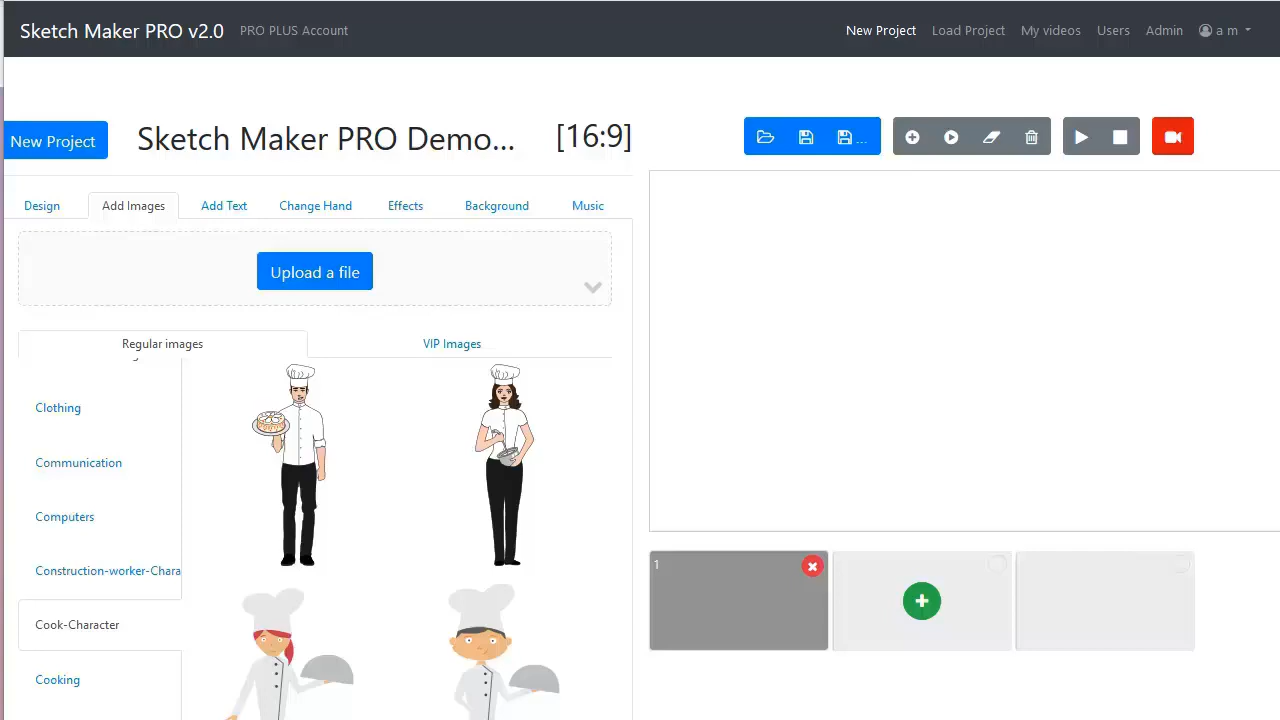 Sketch Maker PRO v2.0 PRO PLUS Account New Project Load Project My videos Users Admin a m
New Project Sketch Maker PRO Demo... [16:9] ...
Design Add Images Add Text Change Hand Effects Background Music
Upload a file
Regular images VIP Images
Clothing
Communication
Computers
Construction-worker-Chara
Cook-Character
Cooking
1